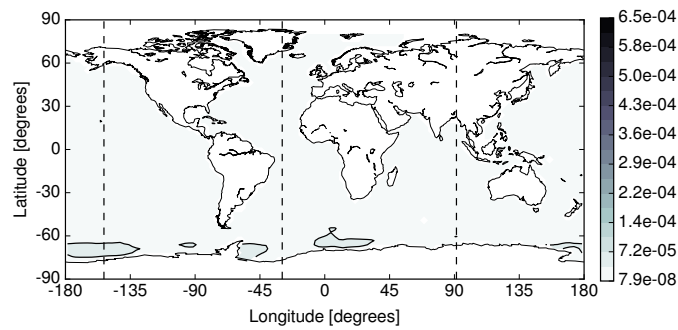 90
60
30
0
-30
-60
-90
Latitude [degrees]
-180 -135 -90 -45 0 45 90 135 180
Longitude [degrees]
6.5e-04
5.8e-04
5.0e-04
4.3e-04
3.6e-04
2.9e-04
2.2e-04
1.4e-04
7.2e-05
7.9e-08